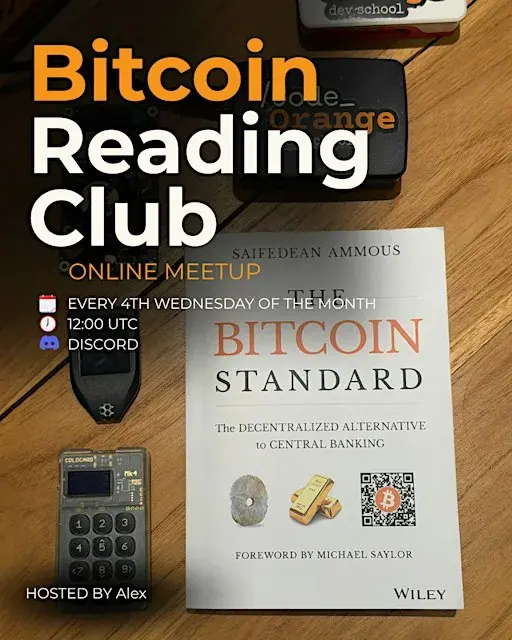 dev school
Bitcoin
Reading
Club
code_
Orange
ONLINE MEETUP
EVERY 4TH WEDNESDAY OF THE MONTH
12:00 UTC
DISCORD
SAIFEDEAN AMMOUS
THE
BITCOIN
STANDARD
The DECENTRALIZED ALTERNATIVE
to CENTRAL BANKING
FOREWORD BY MICHAEL SAYLOR
WILEY
COLDCARD
Mk4
1 2 3
4 5 6
7 8 9
HOSTED BY Alex